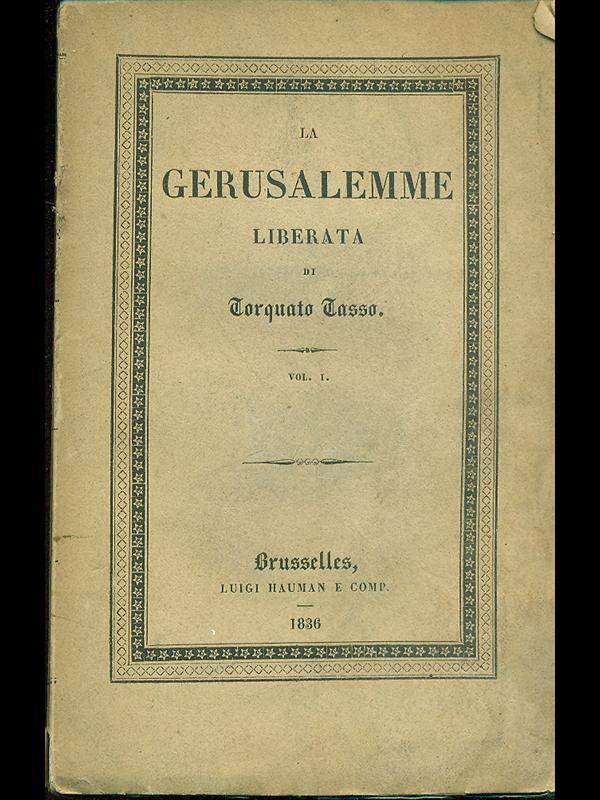 LA
GERUSALEMME
LIBERATA
DI
Torquato Tasso.
VOL. I.
Brusselles,
LUIGI HAUMAN E COMP.
1836